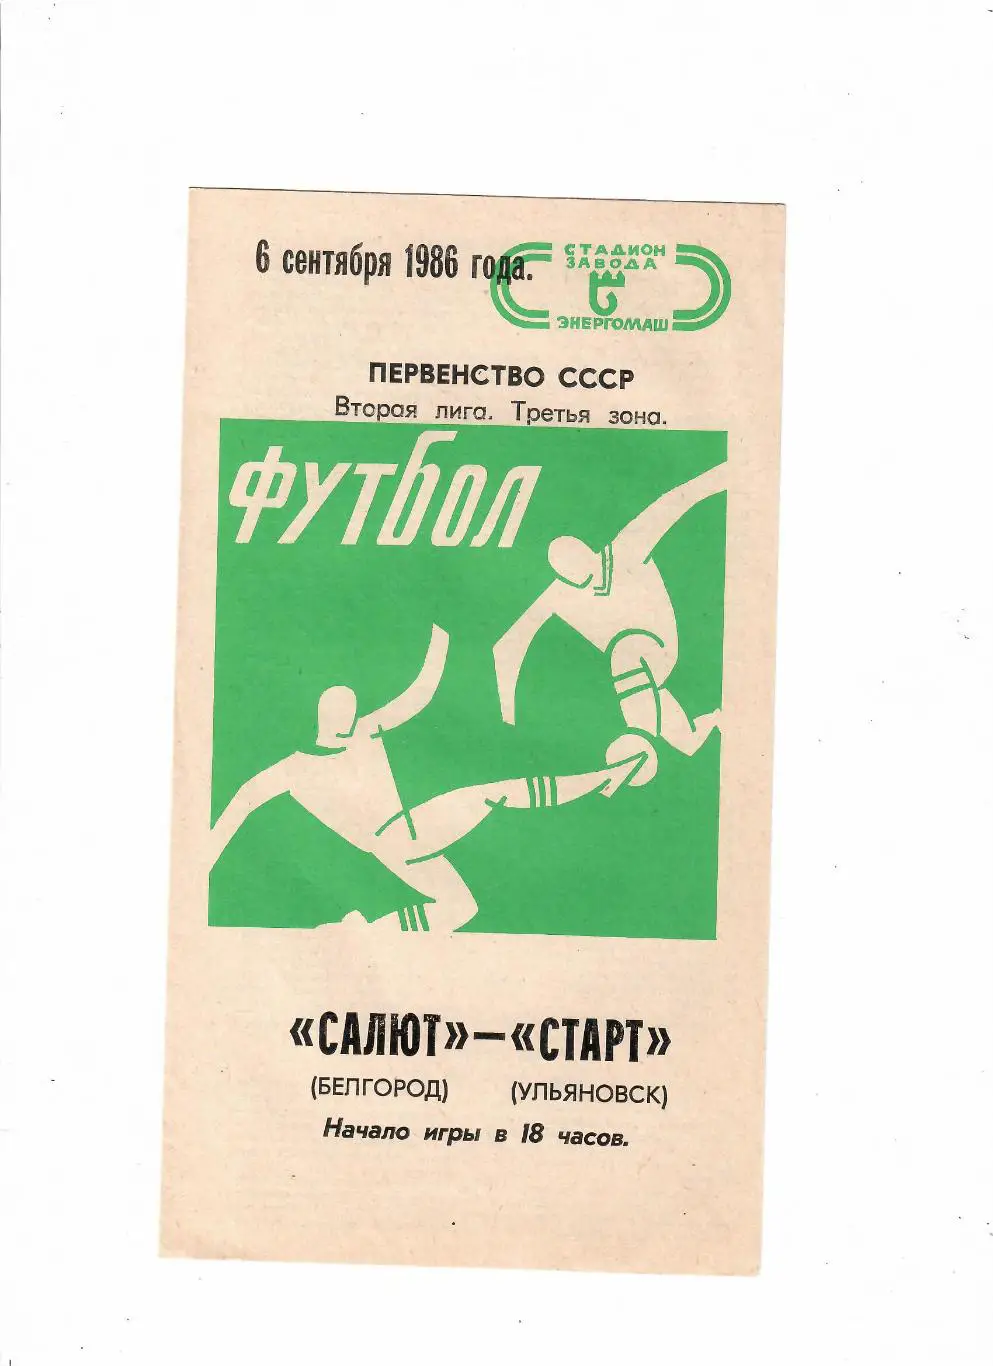 6 сентября 1986 года.
СТАДИОН
ЗАВОДА
ЭНЕРГОМАШ
ПЕРВЕНСТВО СССР
Вторая лига. Третья зона.
ФУТБОЛ
«САЛЮТ»—«СТАРТ»
(БЕЛГОРОД) (УЛЬЯНОВСК)
Начало игры в 18 часов.